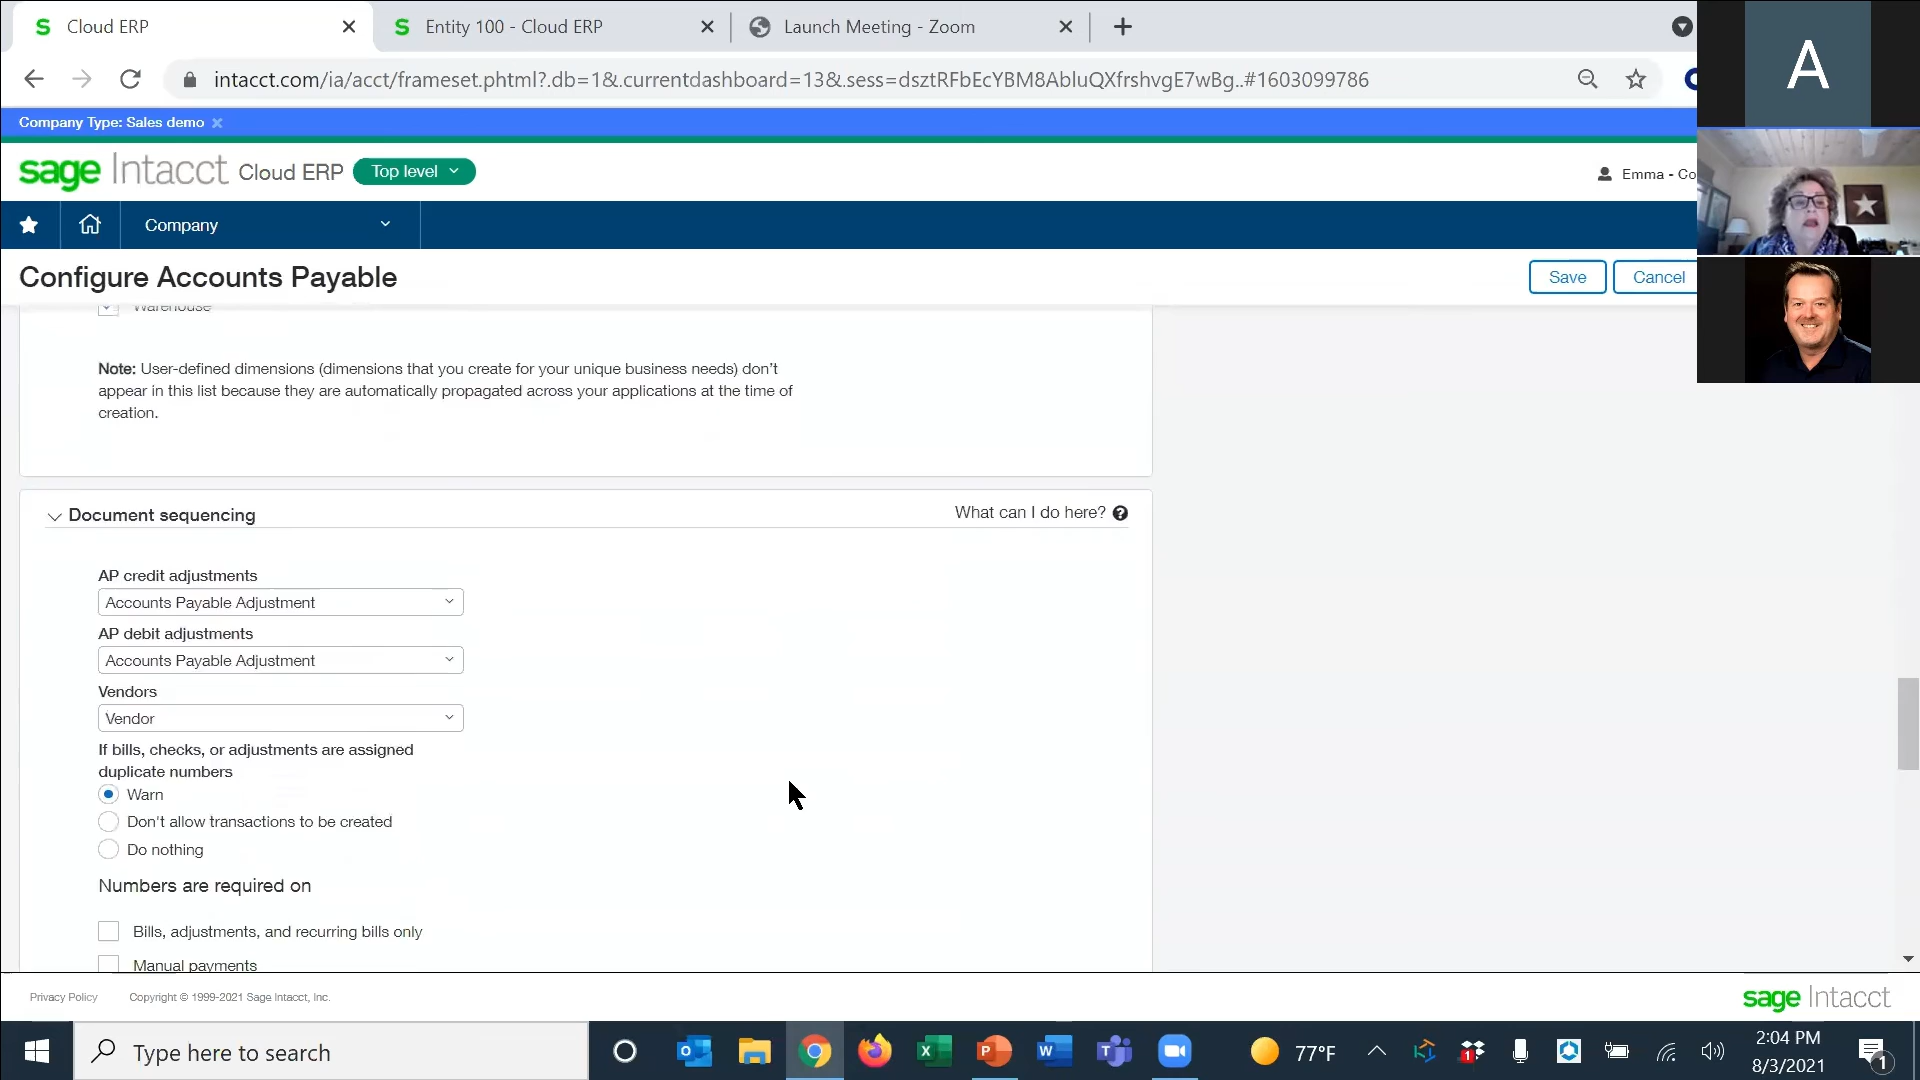 Cloud ERP
Entity 100 - Cloud ERP
Launch Meeting - Zoom
intacct.com/ia/acct/frameset.phtml?.db=1&.currentdashboard=13&.sess=dsztRFbEcYBM8AbluQXfrshvgE7wBg..#1603099786
A
Company Type: Sales demo
sage Intacct Cloud ERP Top level
Emma - Co
Company
Configure Accounts Payable
Save
Cancel
Warehouse
Note: User-defined dimensions (dimensions that you create for your unique business needs) don't
appear in this list because they are automatically propagated across your applications at the time of
creation.
Document sequencing
What can I do here?
AP credit adjustments
Accounts Payable Adjustment
AP debit adjustments
Accounts Payable Adjustment
Vendors
Vendor
If bills, checks, or adjustments are assigned
duplicate numbers
Warn
Don't allow transactions to be created
Do nothing
Numbers are required on
Bills, adjustments, and recurring bills only
Manual payments
Privacy Policy
Copyright © 1999-2021 Sage Intacct, Inc.
sage Intacct
Type here to search
77°F
2:04 PM
8/3/2021
1